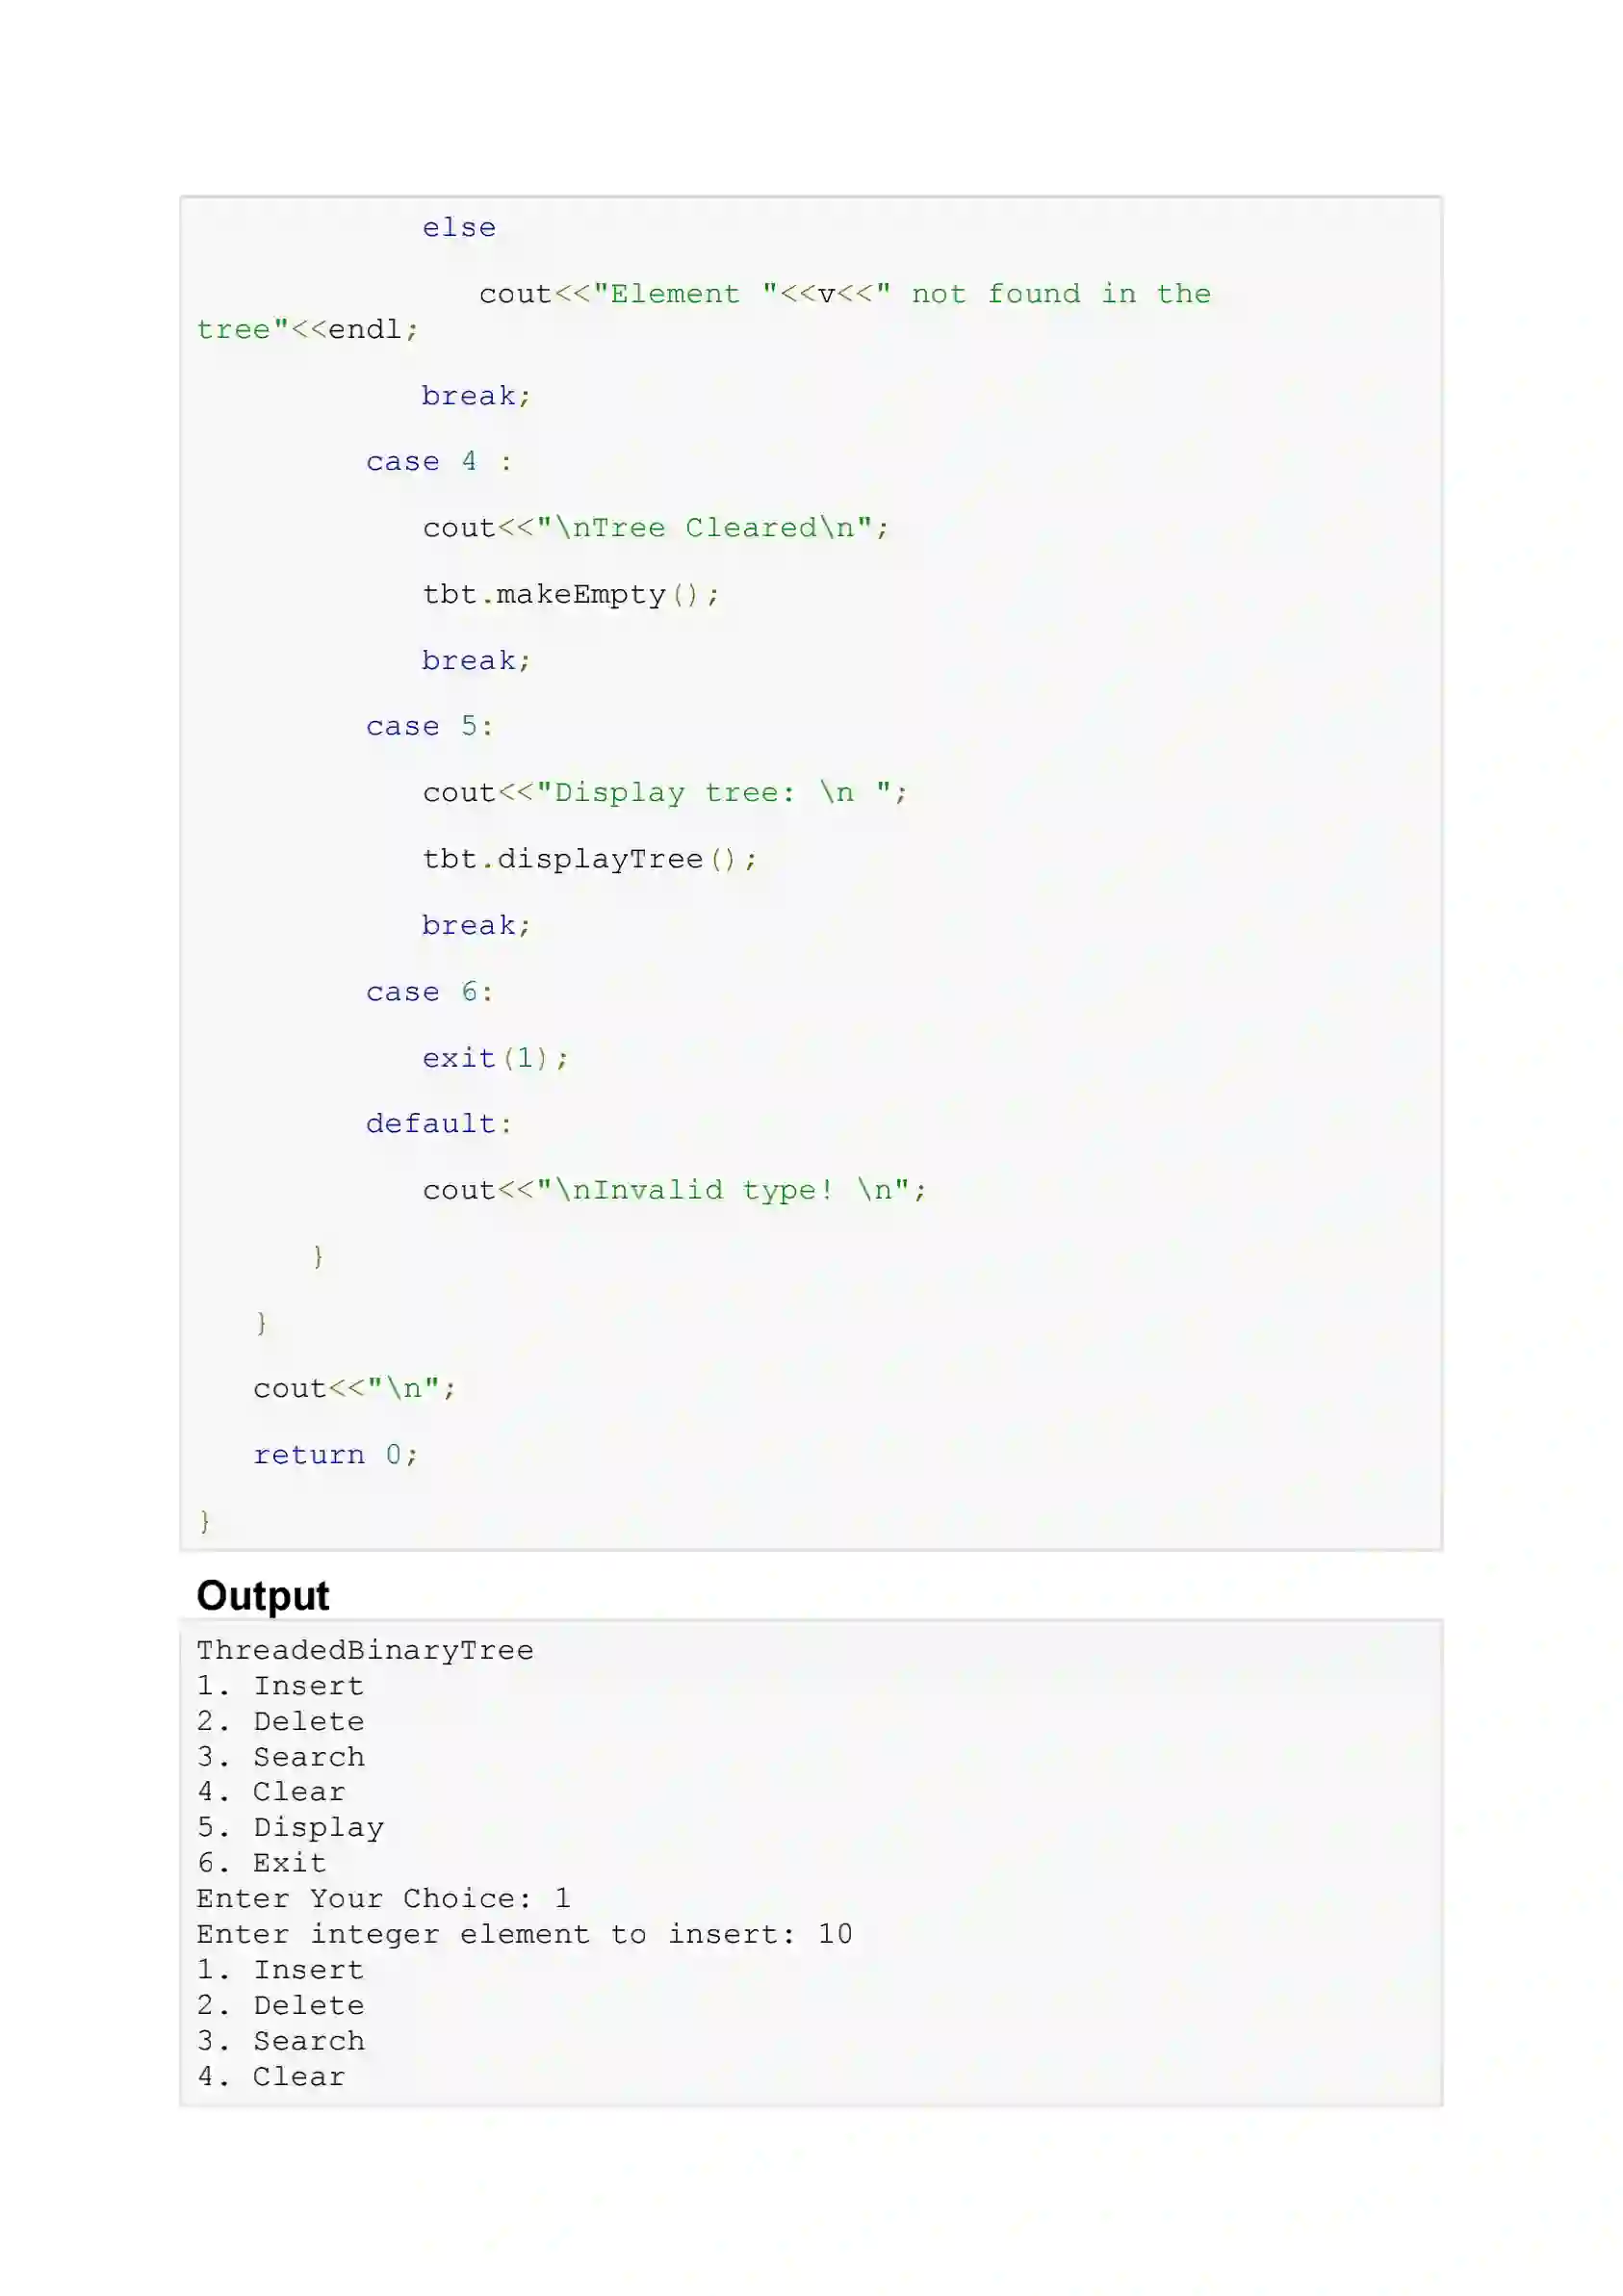 else
cout<<"Element "<<v<<" not found in the
tree"<<endl;
break;
case 4 :
cout<<"\nTree Cleared\n";
tbt.makeEmpty();
break;
case 5:
cout<<"Display tree: \n ";
tbt.displayTree();
break;
case 6:
exit(1);
default:
cout<<"\nInvalid type! \n";
}
}
cout<<"\n";
return 0;
}
Output
ThreadedBinaryTree
1. Insert
2. Delete
3. Search
4. Clear
5. Display
6. Exit
Enter Your Choice: 1
Enter integer element to insert: 10
1. Insert
2. Delete
3. Search
4. Clear